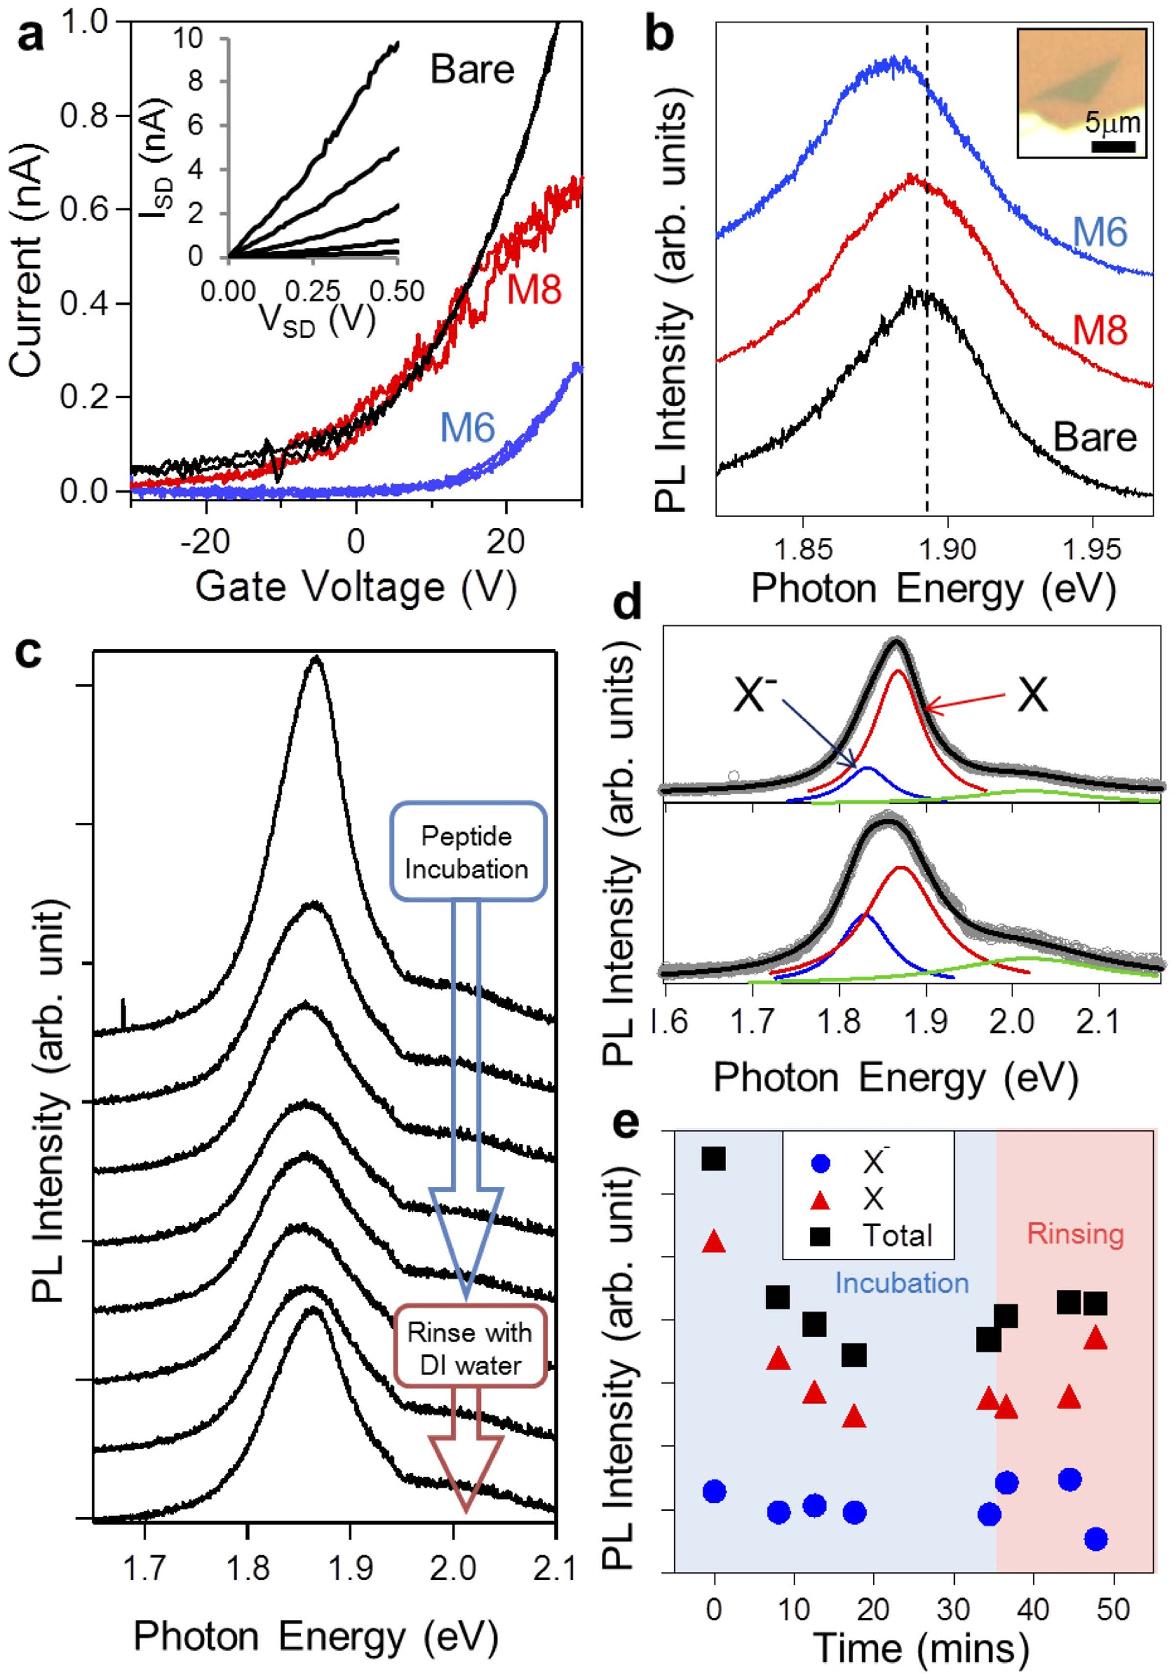 a
1.0
0.8
0.6
0.4
0.2
0.0
Current (nA)
-20
0
20
Gate Voltage (V)
Bare
M8
M6
10
8
6
4
2
0
I_SD (nA)
0.00
0.25
0.50
V_SD (V)
b
PL Intensity (arb. units)
5μm
M6
M8
Bare
1.85
1.90
1.95
Photon Energy (eV)
c
PL Intensity (arb. unit)
Peptide
Incubation
Rinse with
DI water
1.7
1.8
1.9
2.0
2.1
Photon Energy (eV)
d
PL Intensity (arb. units)
X⁻
X
1.6
1.7
1.8
1.9
2.0
2.1
Photon Energy (eV)
e
PL Intensity (arb. unit)
X⁻
X
Total
Incubation
Rinsing
0
10
20
30
40
50
Time (mins)